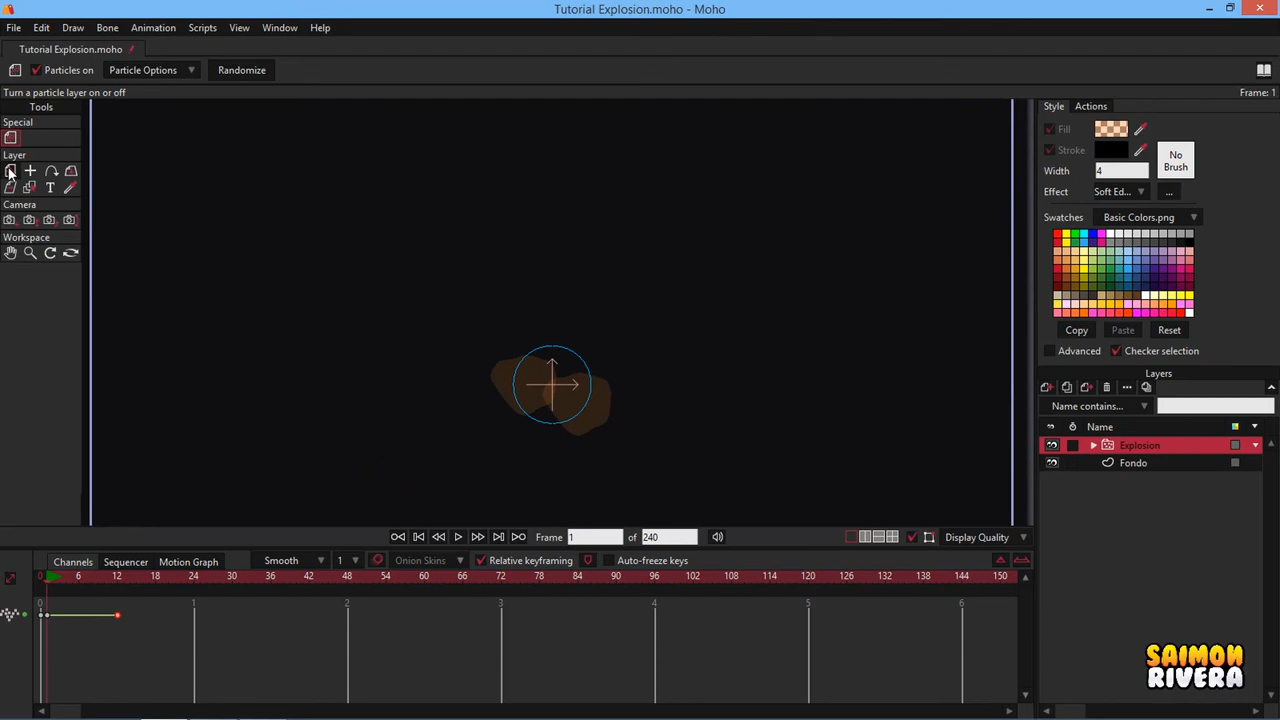 Tutorial Explosion.moho - Moho
File Edit Draw Bone Animation Scripts View Window Help
Tutorial Explosion.moho
Particles on Particle Options Randomize
Turn a particle layer on or off Frame: 1
Tools
Special
Layer
T
Camera
Workspace
Style Actions
Fill
Stroke
No
Brush
Width 4
Effect Soft Ed... ...
Swatches Basic Colors.png
Copy Paste Reset
Advanced Checker selection
Layers
Name contains...
Name
Explosion
Fondo
Frame 1 of 240 Display Quality
Channels Sequencer Motion Graph Smooth 1 Onion Skins Relative keyframing Auto-freeze keys
0 6 12 18 24 30 36 42 48 54 60 66 72 78 84 90 96 102 108 114 120 126 132 138 144 150
0 1 2 3 4 5 6
SAIMON
RIVERA